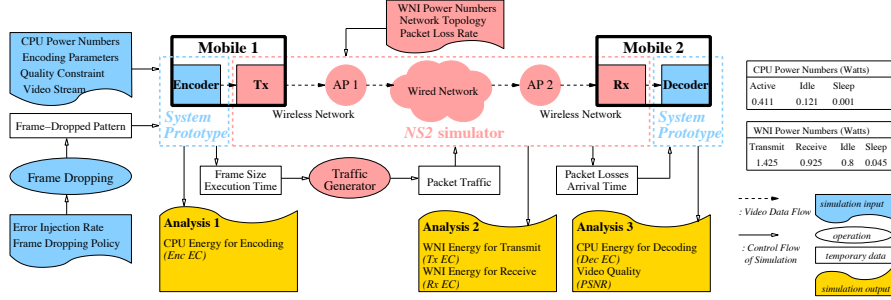 CPU Power Numbers
Encoding Parameters
Quality Constraint
Video Stream
Frame-Dropped Pattern
Frame Dropping
Error Injection Rate
Frame Dropping Policy
WNI Power Numbers
Network Topology
Packet Loss Rate
Mobile 1
Encoder
Tx
System
Prototype
Wireless Network
AP 1
Wired Network
AP 2
NS2 simulator
Wireless Network
Mobile 2
Rx
Decoder
System
Prototype
Frame Size
Execution Time
Traffic
Generator
Packet Traffic
Packet Losses
Arrival Time
Analysis 1
CPU Energy for Encoding
(Enc EC)
Analysis 2
WNI Energy for Transmit
(Tx EC)
WNI Energy for Receive
(Rx EC)
Analysis 3
CPU Energy for Decoding
(Dec EC)
Video Quality
(PSNR)
CPU Power Numbers (Watts)
Active Idle Sleep
0.411 0.121 0.001
WNI Power Numbers (Watts)
Transmit Receive Idle Sleep
1.425 0.925 0.8 0.045
: Video Data Flow
: Control Flow
of Simulation
simulation input
operation
temporary data
simulation output